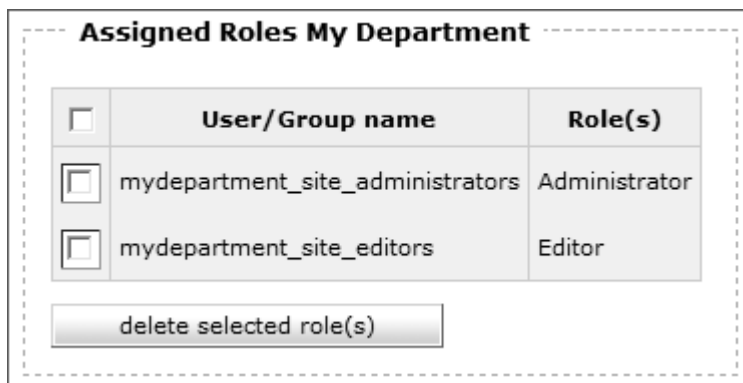 Assigned Roles My Department
User/Group name Role(s)
mydepartment_site_administrators Administrator
mydepartment_site_editors Editor
delete selected role(s)